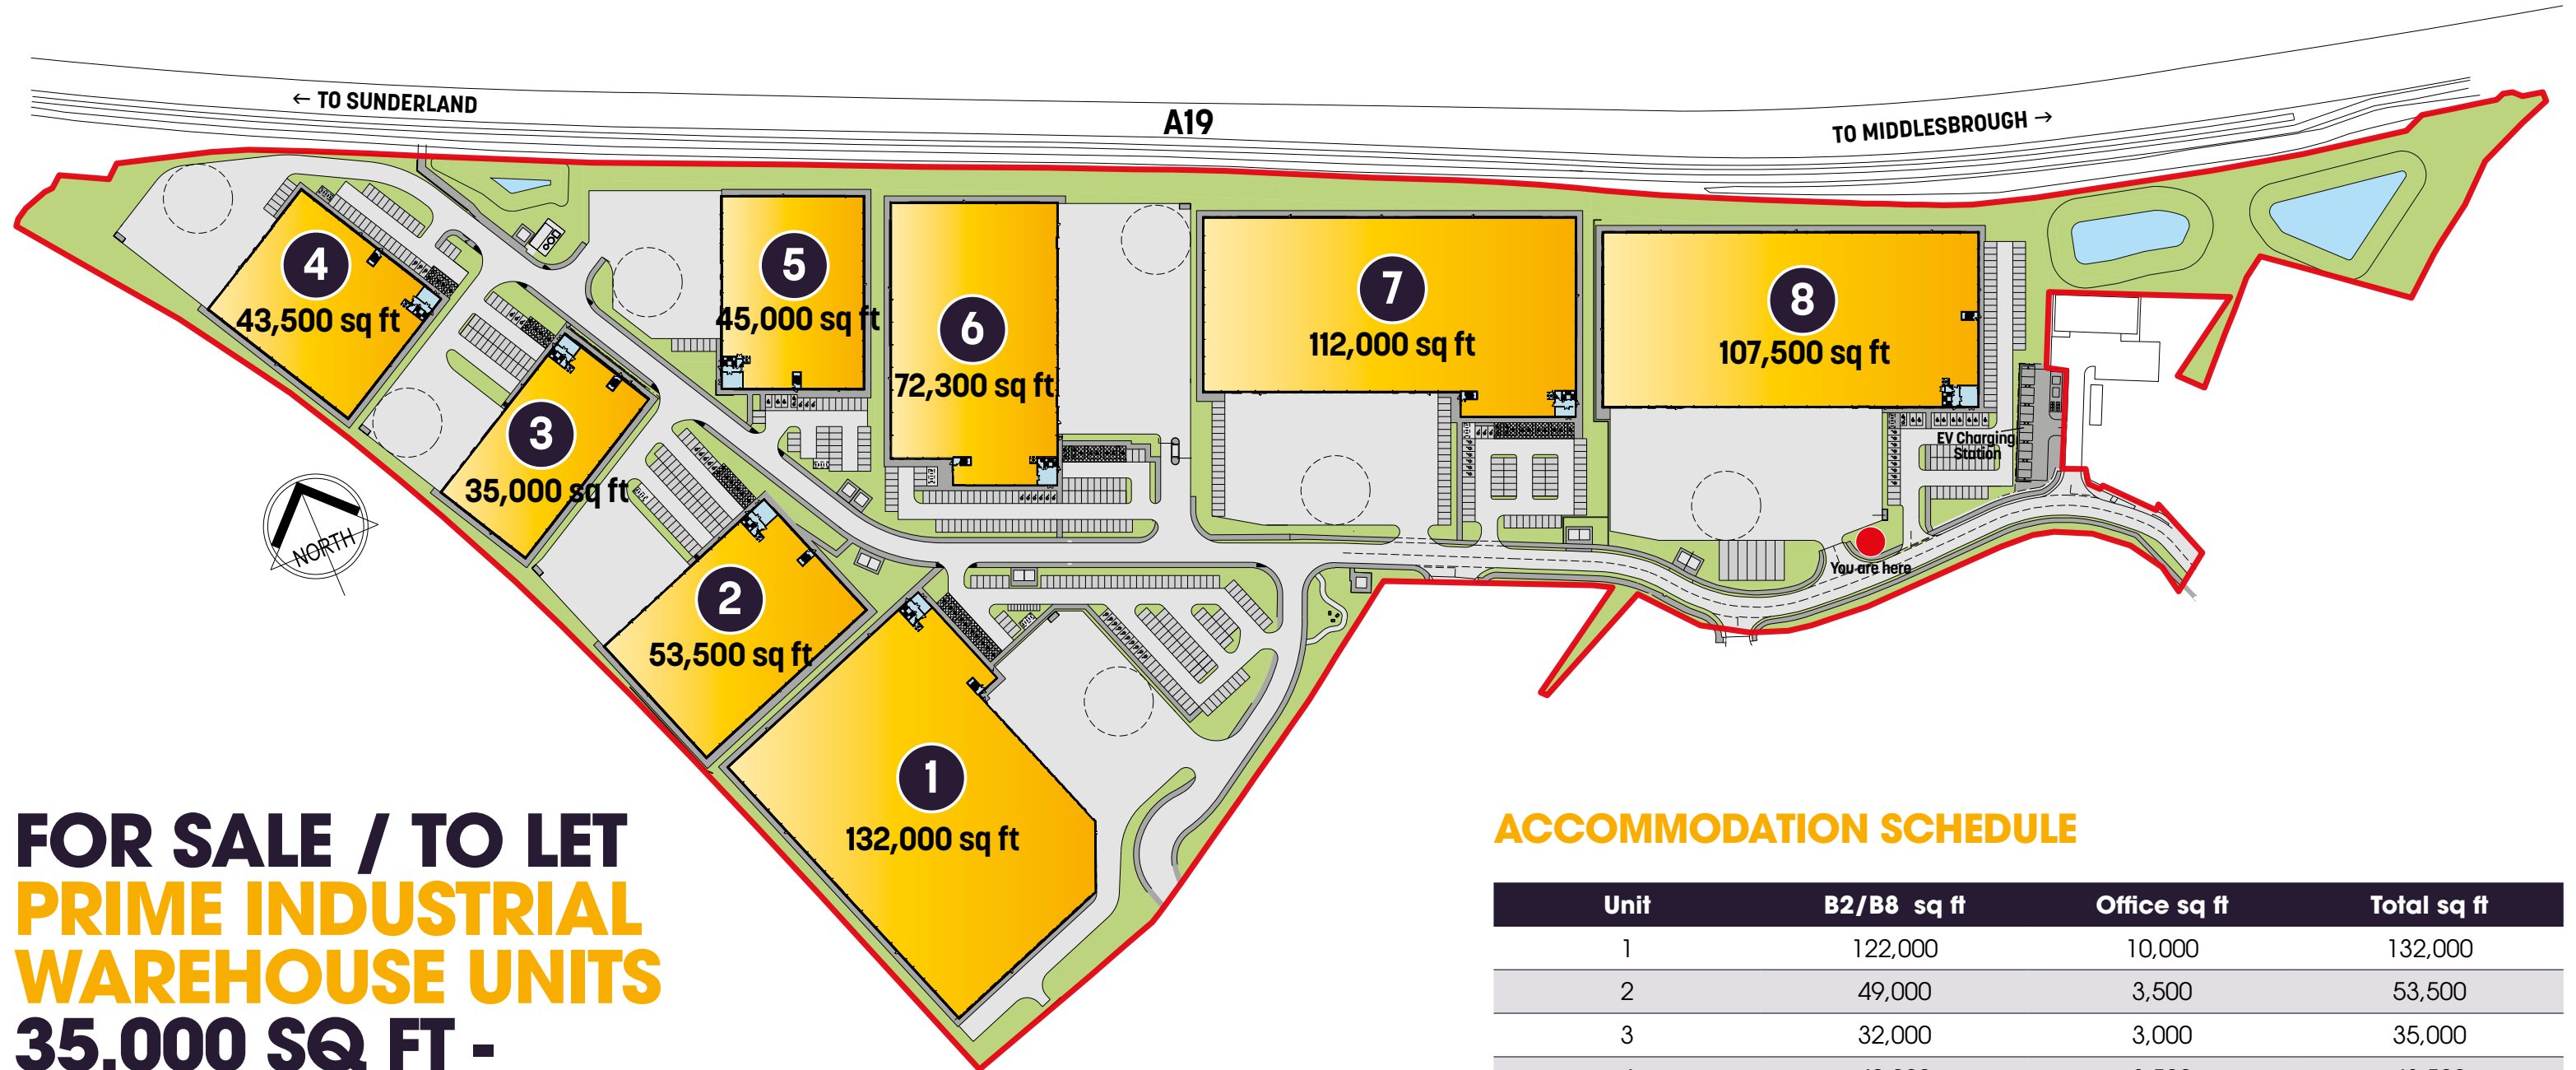 ← TO SUNDERLAND
A19
TO MIDDLESBROUGH →
4
43,500 sq ft
5
45,000 sq ft
6
72,300 sq ft
7
112,000 sq ft
8
107,500 sq ft
3
35,000 sq ft
EV Charging
Station
NORTH
You are here
2
53,500 sq ft
1
132,000 sq ft
FOR SALE / TO LET
PRIME INDUSTRIAL
WAREHOUSE UNITS
35,000 SQ FT -
ACCOMMODATION SCHEDULE
Unit B2/B8 sq ft Office sq ft Total sq ft
1 122,000 10,000 132,000
2 49,000 3,500 53,500
3 32,000 3,000 35,000